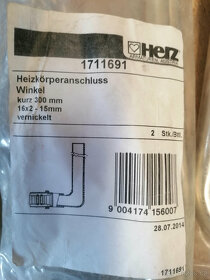 HERZ
1711691
Heizkörperanschluss
Winkel
kurz 300 mm
15x2 - 15mm
vernickelt
2 Stk./Btl.
9 004174 156007
28.07.2014
1711691